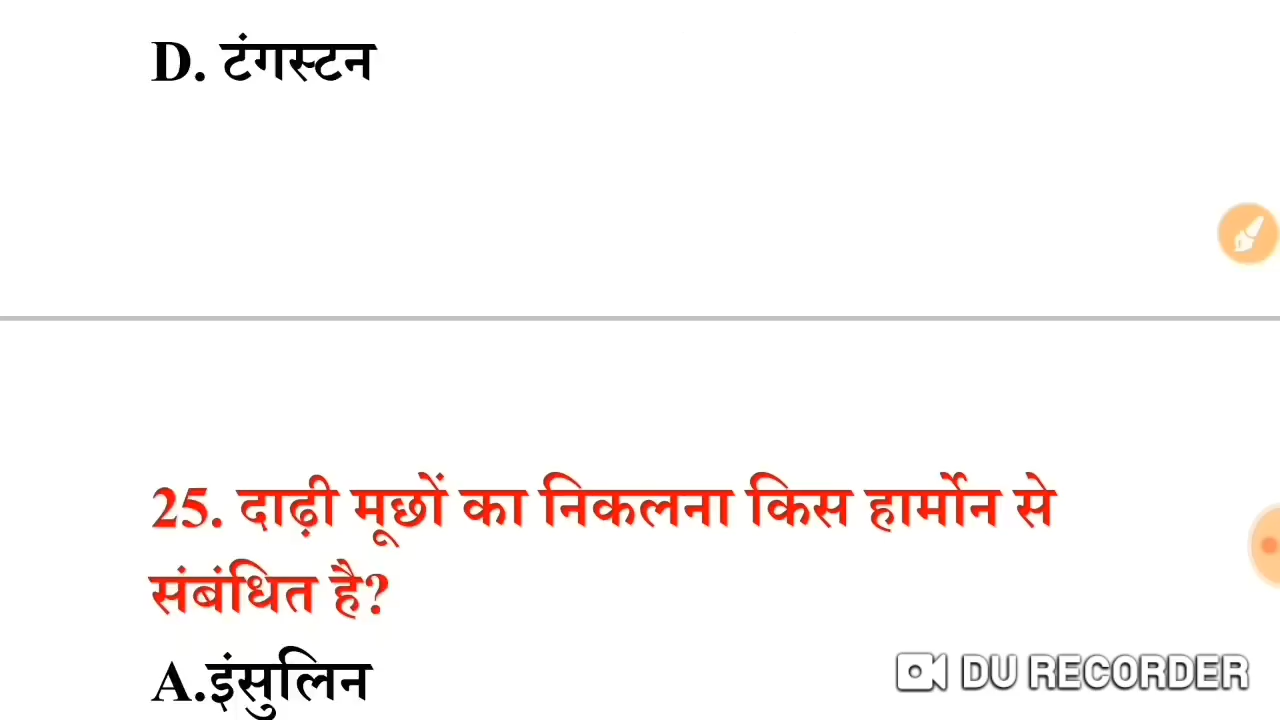 D. टंगस्टन
25. दाढ़ी मूछों का निकलना किस हार्मोन से
संबंधित है?
A.इंसुलिन
DU RECORDER